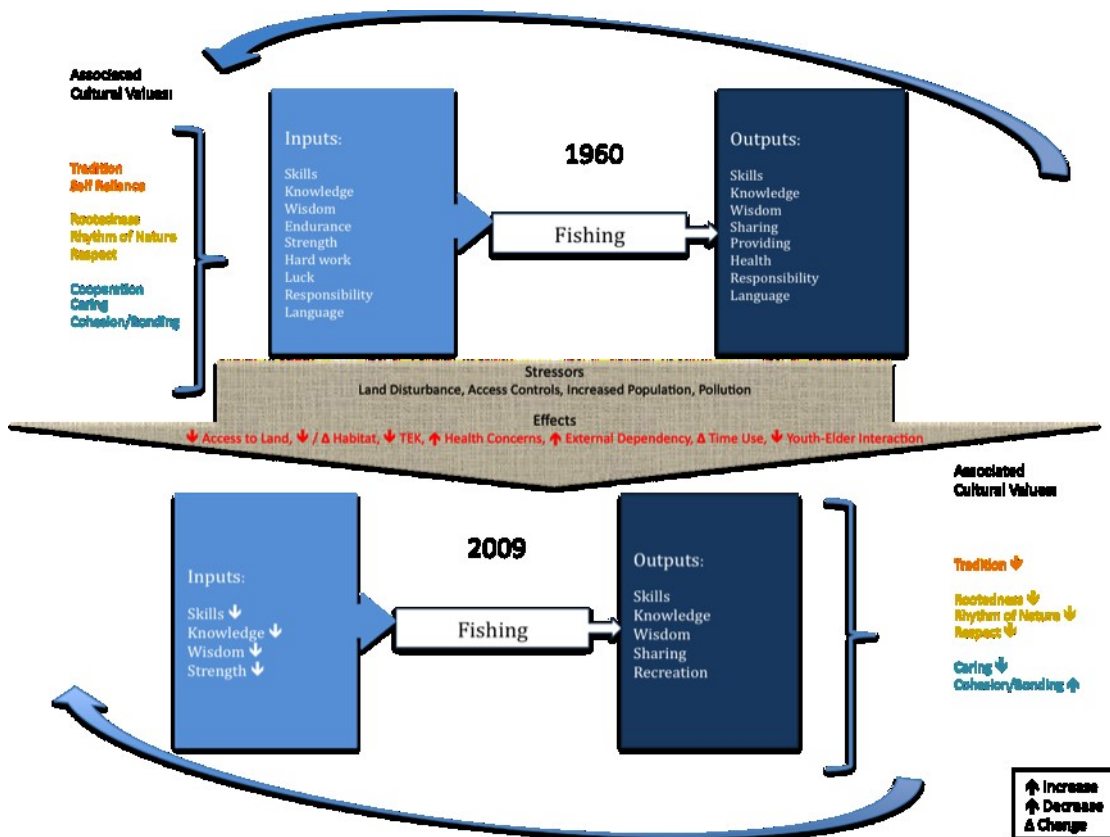 Associated
Cultural Values:
Tradition
Self Reliance
Rootedness
Rhythm of Nature
Respect
Cooperation
Caring
Cohesion/Bonding
Inputs:
Skills
Knowledge
Wisdom
Endurance
Strength
Hard work
Luck
Responsibility
Language
1960
Fishing
Outputs:
Skills
Knowledge
Wisdom
Sharing
Providing
Health
Responsibility
Language
Stressors
Land Disturbance, Access Controls, Increased Population, Pollution
Effects
↓ Access to Land, ↓ / Δ Habitat, ↓ TEK, ↑ Health Concerns, ↑ External Dependency, Δ Time Use, ↓ Youth-Elder Interaction
Inputs:
Skills ↓
Knowledge ↓
Wisdom ↓
Strength ↓
2009
Fishing
Outputs:
Skills
Knowledge
Wisdom
Sharing
Recreation
Associated
Cultural Values:
Tradition ↓
Rootedness ↓
Rhythm of Nature ↓
Respect ↓
Caring ↓
Cohesion/Bonding ↑
↑ Increase
↑ Decrease
Δ Change